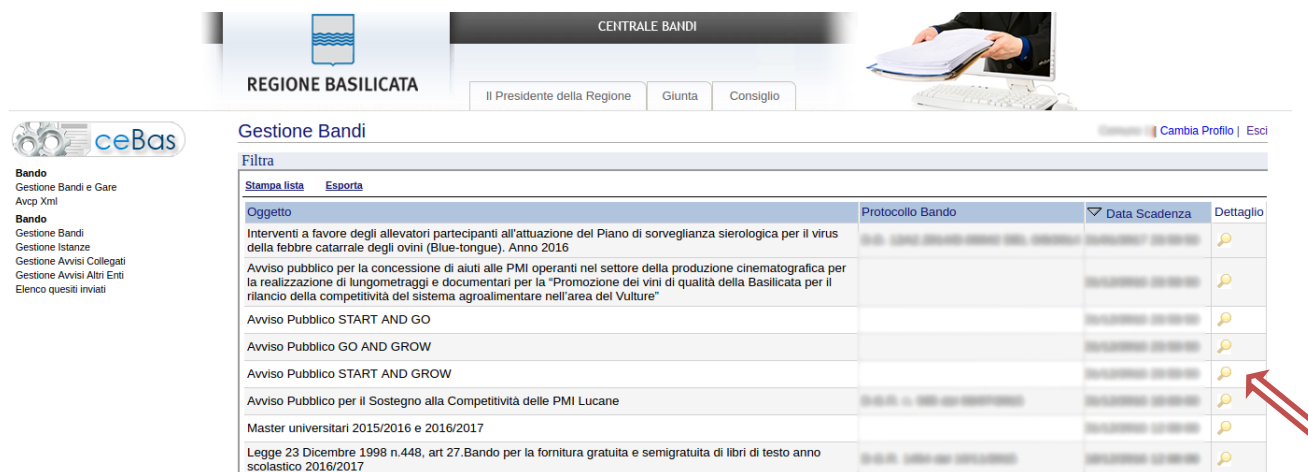 CENTRALE BANDI
REGIONE BASILICATA
Il Presidente della Regione
Giunta
Consiglio
ceBas
Gestione Bandi
Cambia Profilo | Esci
Filtra
Bando
Gestione Bandi e Gare
Avcp Xml
Bando
Gestione Bandi
Gestione Istanze
Gestione Avvisi Collegati
Gestione Avvisi Altri Enti
Elenco quesiti inviati
Stampa lista Esporta
Oggetto Protocollo Bando Data Scadenza Dettaglio
Interventi a favore degli allevatori partecipanti all'attuazione del Piano di sorveglianza sierologica per il virus
della febbre catarrale degli ovini (Blue-tongue). Anno 2016
Avviso pubblico per la concessione di aiuti alle PMI operanti nel settore della produzione cinematografica per
la realizzazione di lungometraggi e documentari per la “Promozione dei vini di qualità della Basilicata per il
rilancio della competitività del sistema agroalimentare nell’area del Vulture”
Avviso Pubblico START AND GO
Avviso Pubblico GO AND GROW
Avviso Pubblico START AND GROW
Avviso Pubblico per il Sostegno alla Competitività delle PMI Lucane
Master universitari 2015/2016 e 2016/2017
Legge 23 Dicembre 1998 n.448, art 27.Bando per la fornitura gratuita e semigratuita di libri di testo anno
scolastico 2016/2017